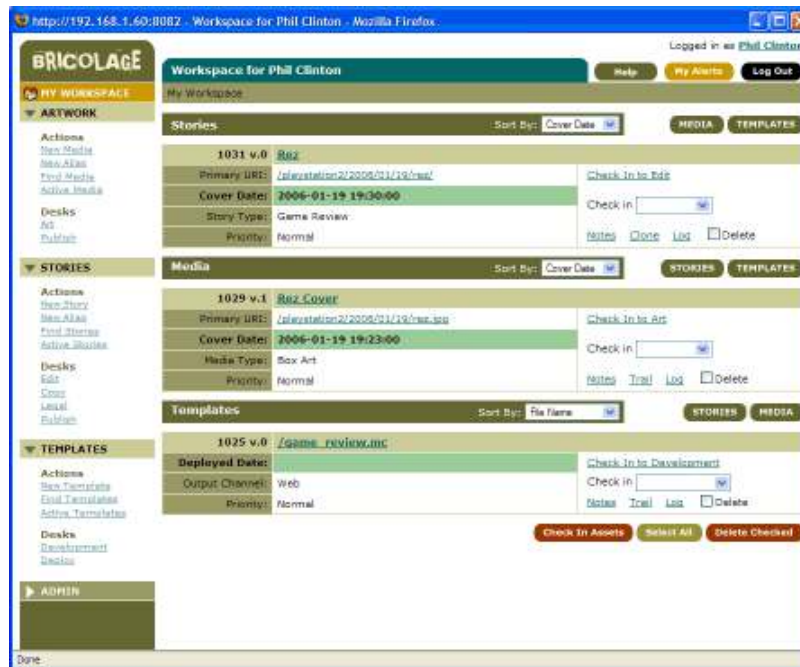 http://192.168.1.60:8082 - Workspace for Phil Clinton - Mozilla Firefox
Logged in as Phil Clinton
BRICOLAGE
Workspace for Phil Clinton
Help
My Alerts
Log Out
MY WORKSPACE
My Workspace
ARTWORK
Actions
New Media
New Alias
Find Media
Active Media
Desks
Art
Publish
STORIES
Actions
New Story
New Alias
Find Stories
Active Stories
Desks
Edit
Copy
Legal
Publish
TEMPLATES
Actions
New Template
Find Templates
Active Templates
Desks
Development
Deploy
ADMIN
Stories Sort By: Cover Date MEDIA TEMPLATES
1031 v.0 Rez
Primary URI: /playstation2/2006/01/19/rez/ Check In to Edit
Cover Date: 2006-01-19 19:30:00
Check in
Story Type: Game Review
Priority: Normal Notes Clone Log Delete
Media Sort By: Cover Date STORIES TEMPLATES
1029 v.1 Rez Cover
Primary URI: /playstation2/2006/01/19/rez.jpg Check In to Art
Cover Date: 2006-01-19 19:23:00
Check in
Media Type: Box Art
Priority: Normal Notes Trail Log Delete
Templates Sort By: File Name STORIES MEDIA
1025 v.0 /game_review.mc
Deployed Date: Check In to Development
Output Channel: Web Check in
Priority: Normal Notes Trail Log Delete
Check In Assets Select All Delete Checked
Done